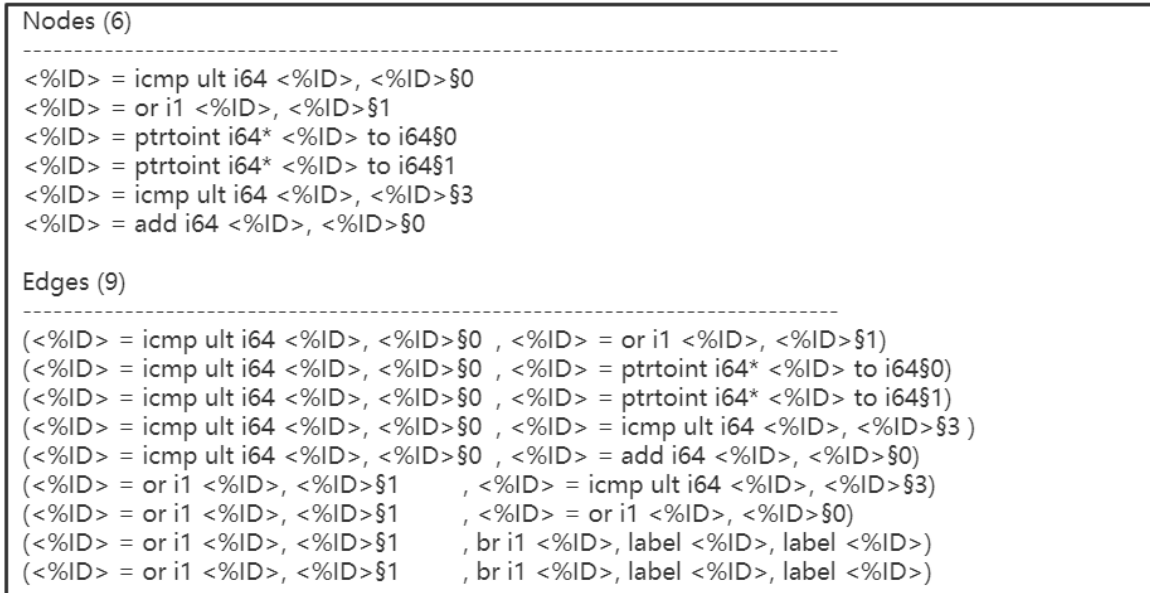 Nodes (6)
--------------------------------------------------------------------------------
<%ID> = icmp ult i64 <%ID>, <%ID>§0
<%ID> = or i1 <%ID>, <%ID>§1
<%ID> = ptrtoint i64* <%ID> to i64§0
<%ID> = ptrtoint i64* <%ID> to i64§1
<%ID> = icmp ult i64 <%ID>, <%ID>§3
<%ID> = add i64 <%ID>, <%ID>§0
Edges (9)
--------------------------------------------------------------------------------
(<%ID> = icmp ult i64 <%ID>, <%ID>§0 , <%ID> = or i1 <%ID>, <%ID>§1)
(<%ID> = icmp ult i64 <%ID>, <%ID>§0 , <%ID> = ptrtoint i64* <%ID> to i64§0)
(<%ID> = icmp ult i64 <%ID>, <%ID>§0 , <%ID> = ptrtoint i64* <%ID> to i64§1)
(<%ID> = icmp ult i64 <%ID>, <%ID>§0 , <%ID> = icmp ult i64 <%ID>, <%ID>§3 )
(<%ID> = icmp ult i64 <%ID>, <%ID>§0 , <%ID> = add i64 <%ID>, <%ID>§0)
(<%ID> = or i1 <%ID>, <%ID>§1 , <%ID> = icmp ult i64 <%ID>, <%ID>§3)
(<%ID> = or i1 <%ID>, <%ID>§1 , <%ID> = or i1 <%ID>, <%ID>§0)
(<%ID> = or i1 <%ID>, <%ID>§1 , br i1 <%ID>, label <%ID>, label <%ID>)
(<%ID> = or i1 <%ID>, <%ID>§1 , br i1 <%ID>, label <%ID>, label <%ID>)